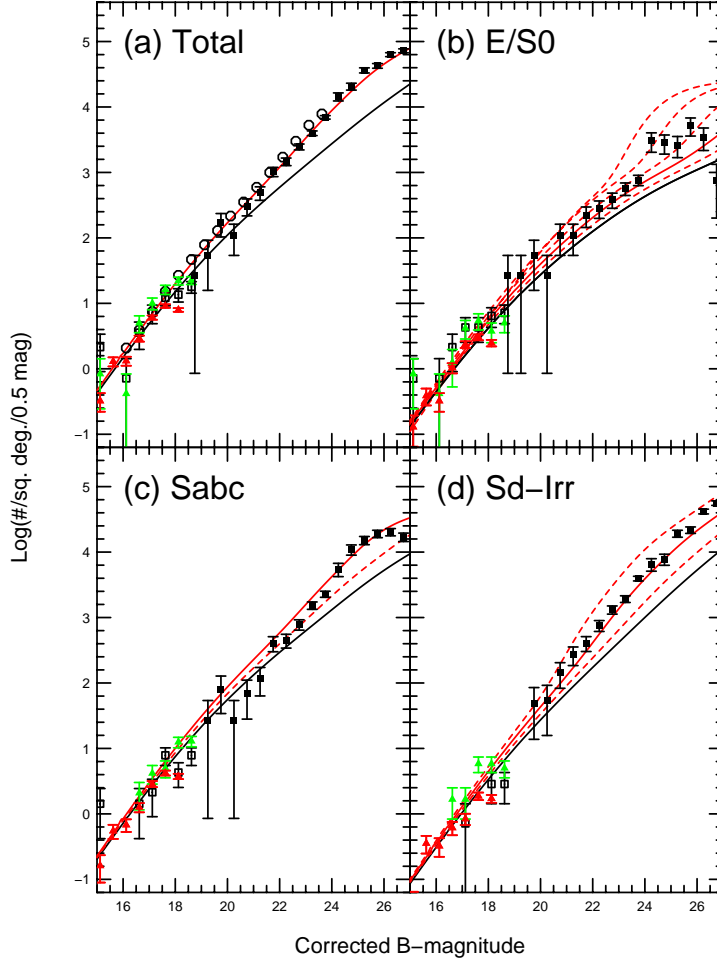 (a) Total
(b) E/S0
5
4
3
2
1
0
−1
(c) Sabc
(d) Sd−Irr
5
4
3
2
1
0
−1
Log(#/sq. deg./0.5 mag)
16 18 20 22 24 26 16 18 20 22 24 26
Corrected B−magnitude